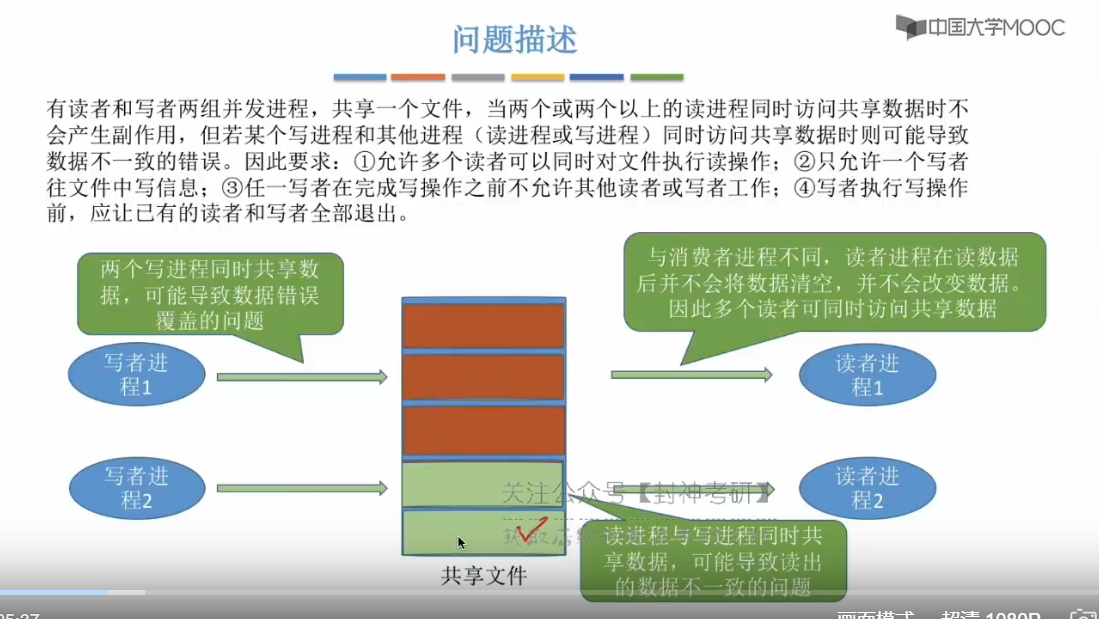 中国大学MOOC
问题描述
有读者和写者两组并发进程，共享一个文件，当两个或两个以上的读进程同时访问共享数据时不
会产生副作用，但若某个写进程和其他进程（读进程或写进程）同时访问共享数据时则可能导致
数据不一致的错误。因此要求：①允许多个读者可以同时对文件执行读操作；②只允许一个写者
往文件中写信息；③任一写者在完成写操作之前不允许其他读者或写者工作；④写者执行写操作
前，应让已有的读者和写者全部退出。
两个写进程同时共享数
据，可能导致数据错误
覆盖的问题
与消费者进程不同，读者进程在读数据
后并不会将数据清空，并不会改变数据。
因此多个读者可同时访问共享数据
写者进
程1
读者进
程1
写者进
程2
读者进
程2
关注公众号【封神考研】
读进程与写进程同时共
享数据，可能导致读出
的数据不一致的问题
共享文件
画面模式
超清 1080P